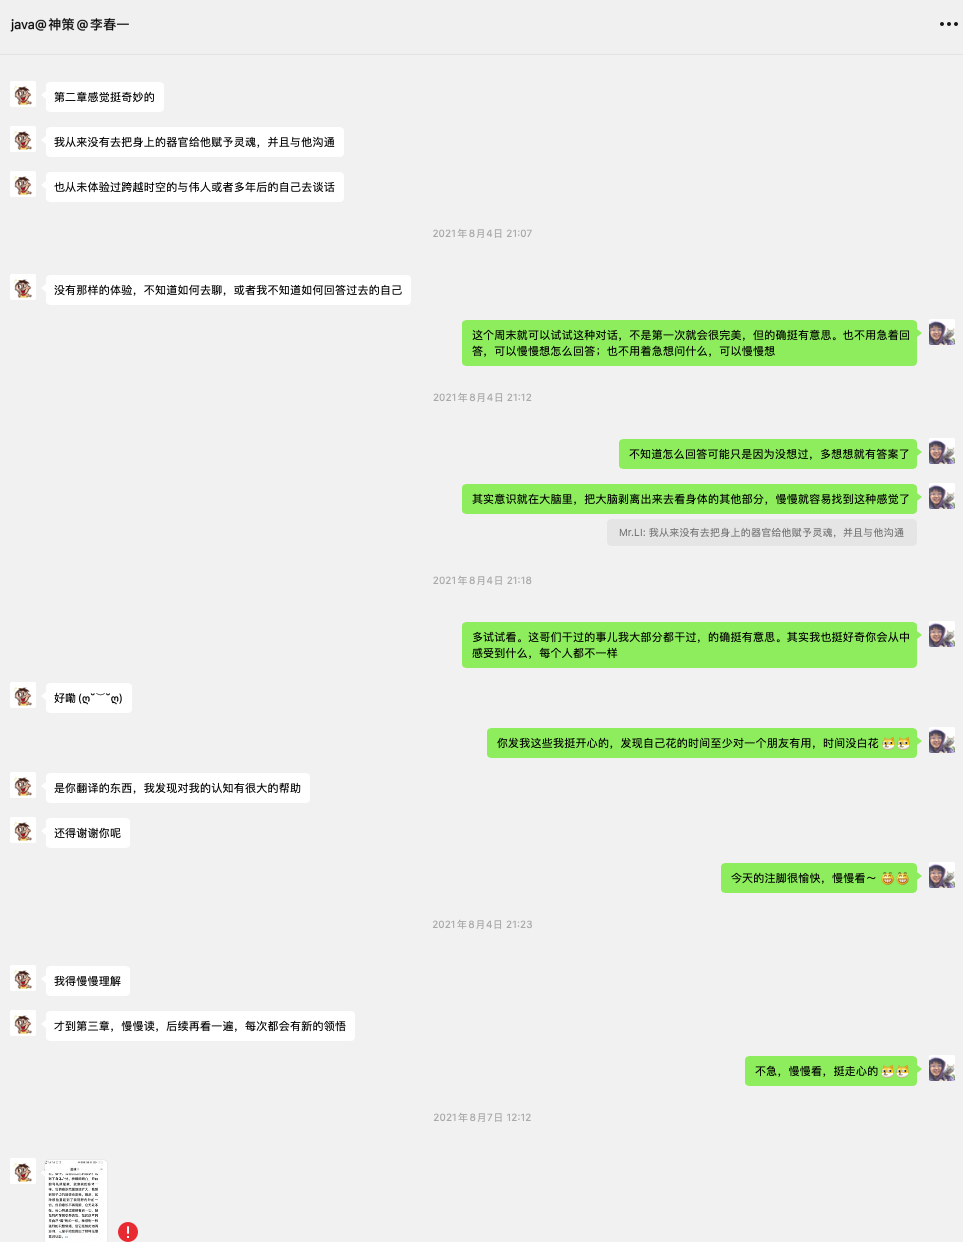 java@神策@李春一
第二章感觉挺奇妙的
我从来没有去把身上的器官给他赋予灵魂，并且与他沟通
也从未体验过跨越时空的与伟人或者多年后的自己去谈话
2021年8月4日 21:07
没有那样的体验，不知道如何去聊，或者我不知道如何回答过去的自己
这个周末就可以试试这种对话，不是第一次就会很完美，但的确挺有意思。也不用急着回
答，可以慢慢想怎么回答；也不用着急想问什么，可以慢慢想
2021年8月4日 21:12
不知道怎么回答可能只是因为没想过，多想想就有答案了
其实意识就在大脑里，把大脑剥离出来去看身体的其他部分，慢慢就容易找到这种感觉了
Mr.LI: 我从来没有去把身上的器官给他赋予灵魂，并且与他沟通
2021年8月4日 21:18
多试试看。这哥们干过的事儿我大部分都干过，的确挺有意思。其实我也挺好奇你会从中
感受到什么，每个人都不一样
好嘞 (ღ˘⌣˘ღ)
你发我这些我挺开心的，发现自己花的时间至少对一个朋友有用，时间没白花
是你翻译的东西，我发现对我的认知有很大的帮助
还得谢谢你呢
今天的注脚很愉快，慢慢看～
2021年8月4日 21:23
我得慢慢理解
才到第三章，慢慢读，后续再看一遍，每次都会有新的领悟
不急，慢慢看，挺走心的
2021年8月7日 12:12